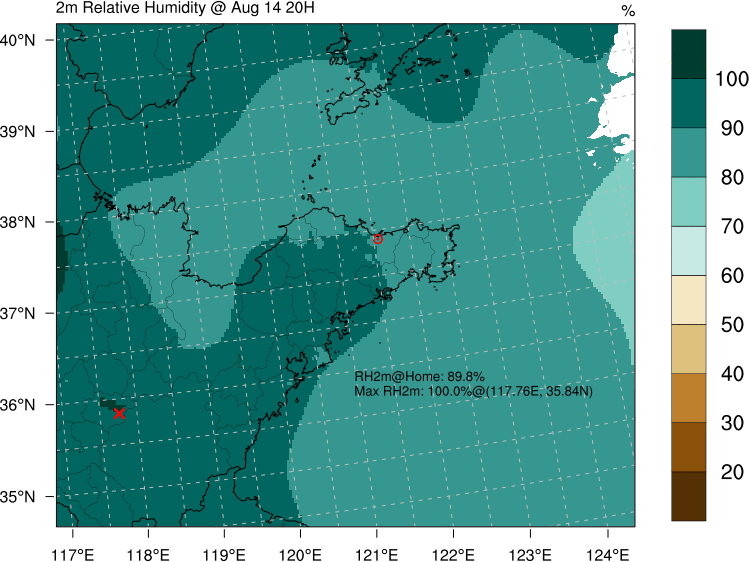 2m Relative Humidity @ Aug 14 20H
%
40°N
39°N
38°N
37°N
36°N
35°N
RH2m@Home: 89.8%
Max RH2m: 100.0%@(117.76E, 35.84N)
117°E 118°E 119°E 120°E 121°E 122°E 123°E 124°E
100
90
80
70
60
50
40
30
20